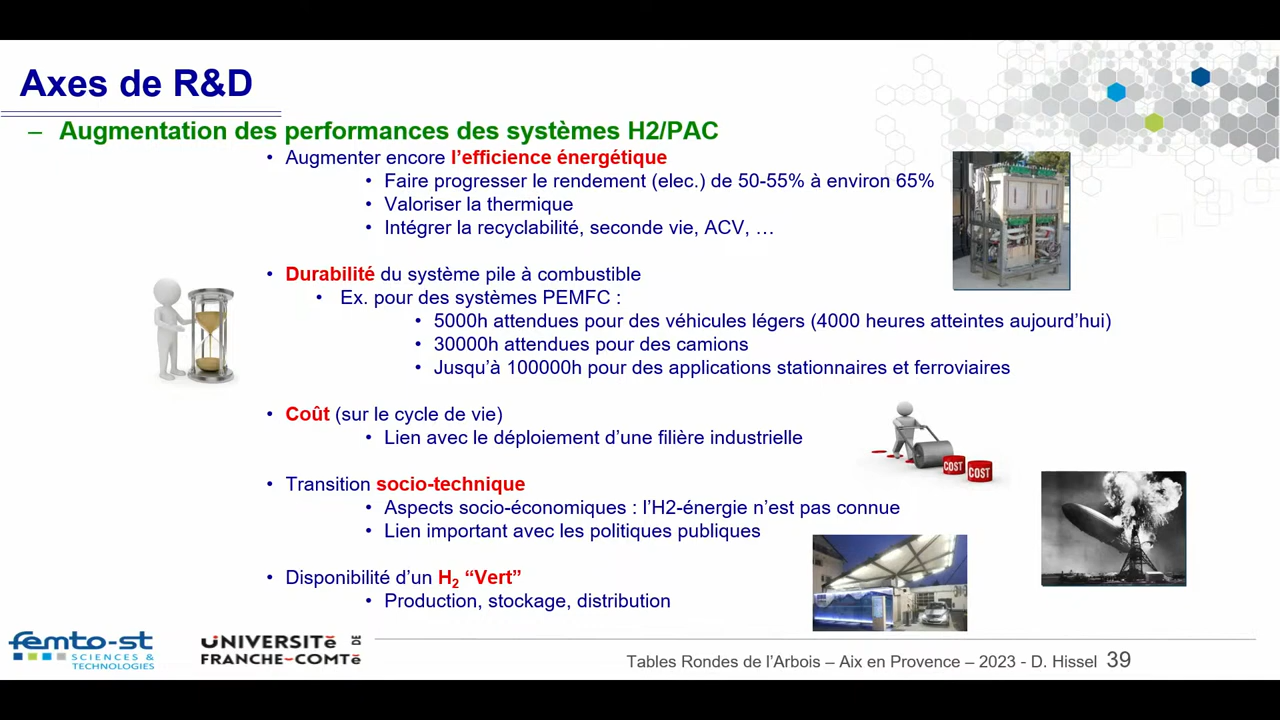 Axes de R&D
– Augmentation des performances des systèmes H2/PAC
• Augmenter encore l’efficience énergétique
• Faire progresser le rendement (elec.) de 50-55% à environ 65%
• Valoriser la thermique
• Intégrer la recyclabilité, seconde vie, ACV, …
• Durabilité du système pile à combustible
• Ex. pour des systèmes PEMFC :
• 5000h attendues pour des véhicules légers (4000 heures atteintes aujourd’hui)
• 30000h attendues pour des camions
• Jusqu’à 100000h pour des applications stationnaires et ferroviaires
• Coût (sur le cycle de vie)
• Lien avec le déploiement d’une filière industrielle
COST COST
• Transition socio-technique
• Aspects socio-économiques : l’H2-énergie n’est pas connue
• Lien important avec les politiques publiques
• Disponibilité d’un H2 “Vert”
• Production, stockage, distribution
femto-st
SCIENCES &
TECHNOLOGIES
UNIVERSITé DE
FRANCHE-COMTé
Tables Rondes de l’Arbois – Aix en Provence – 2023 - D. Hissel 39